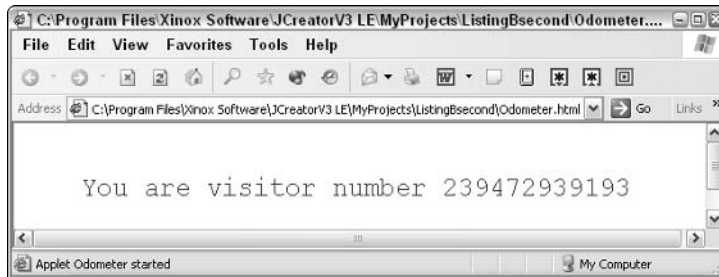 C:\Program Files\Xinox Software\JCreatorV3 LE\MyProjects\ListingBsecond\Odometer....
File Edit View Favorites Tools Help
Address C:\Program Files\Xinox Software\JCreatorV3 LE\MyProjects\ListingBsecond\Odometer.html Go Links »
You are visitor number 239472939193
Applet Odometer started My Computer